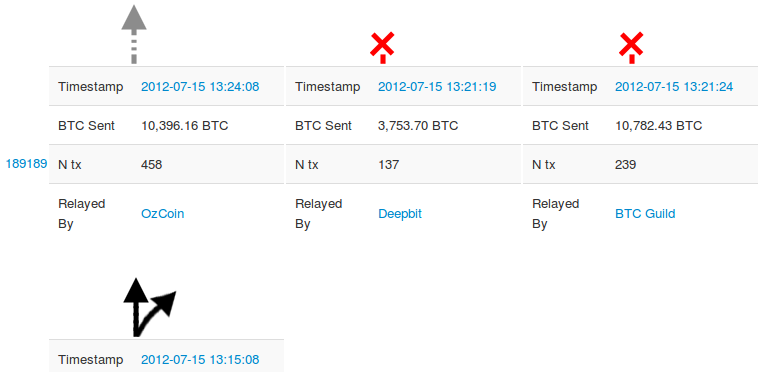 Timestamp 2012-07-15 13:24:08 Timestamp 2012-07-15 13:21:19 Timestamp 2012-07-15 13:21:24
BTC Sent 10,396.16 BTC BTC Sent 3,753.70 BTC BTC Sent 10,782.43 BTC
189189 N tx 458 N tx 137 N tx 239
Relayed By OzCoin Relayed By Deepbit Relayed By BTC Guild
Timestamp 2012-07-15 13:15:08